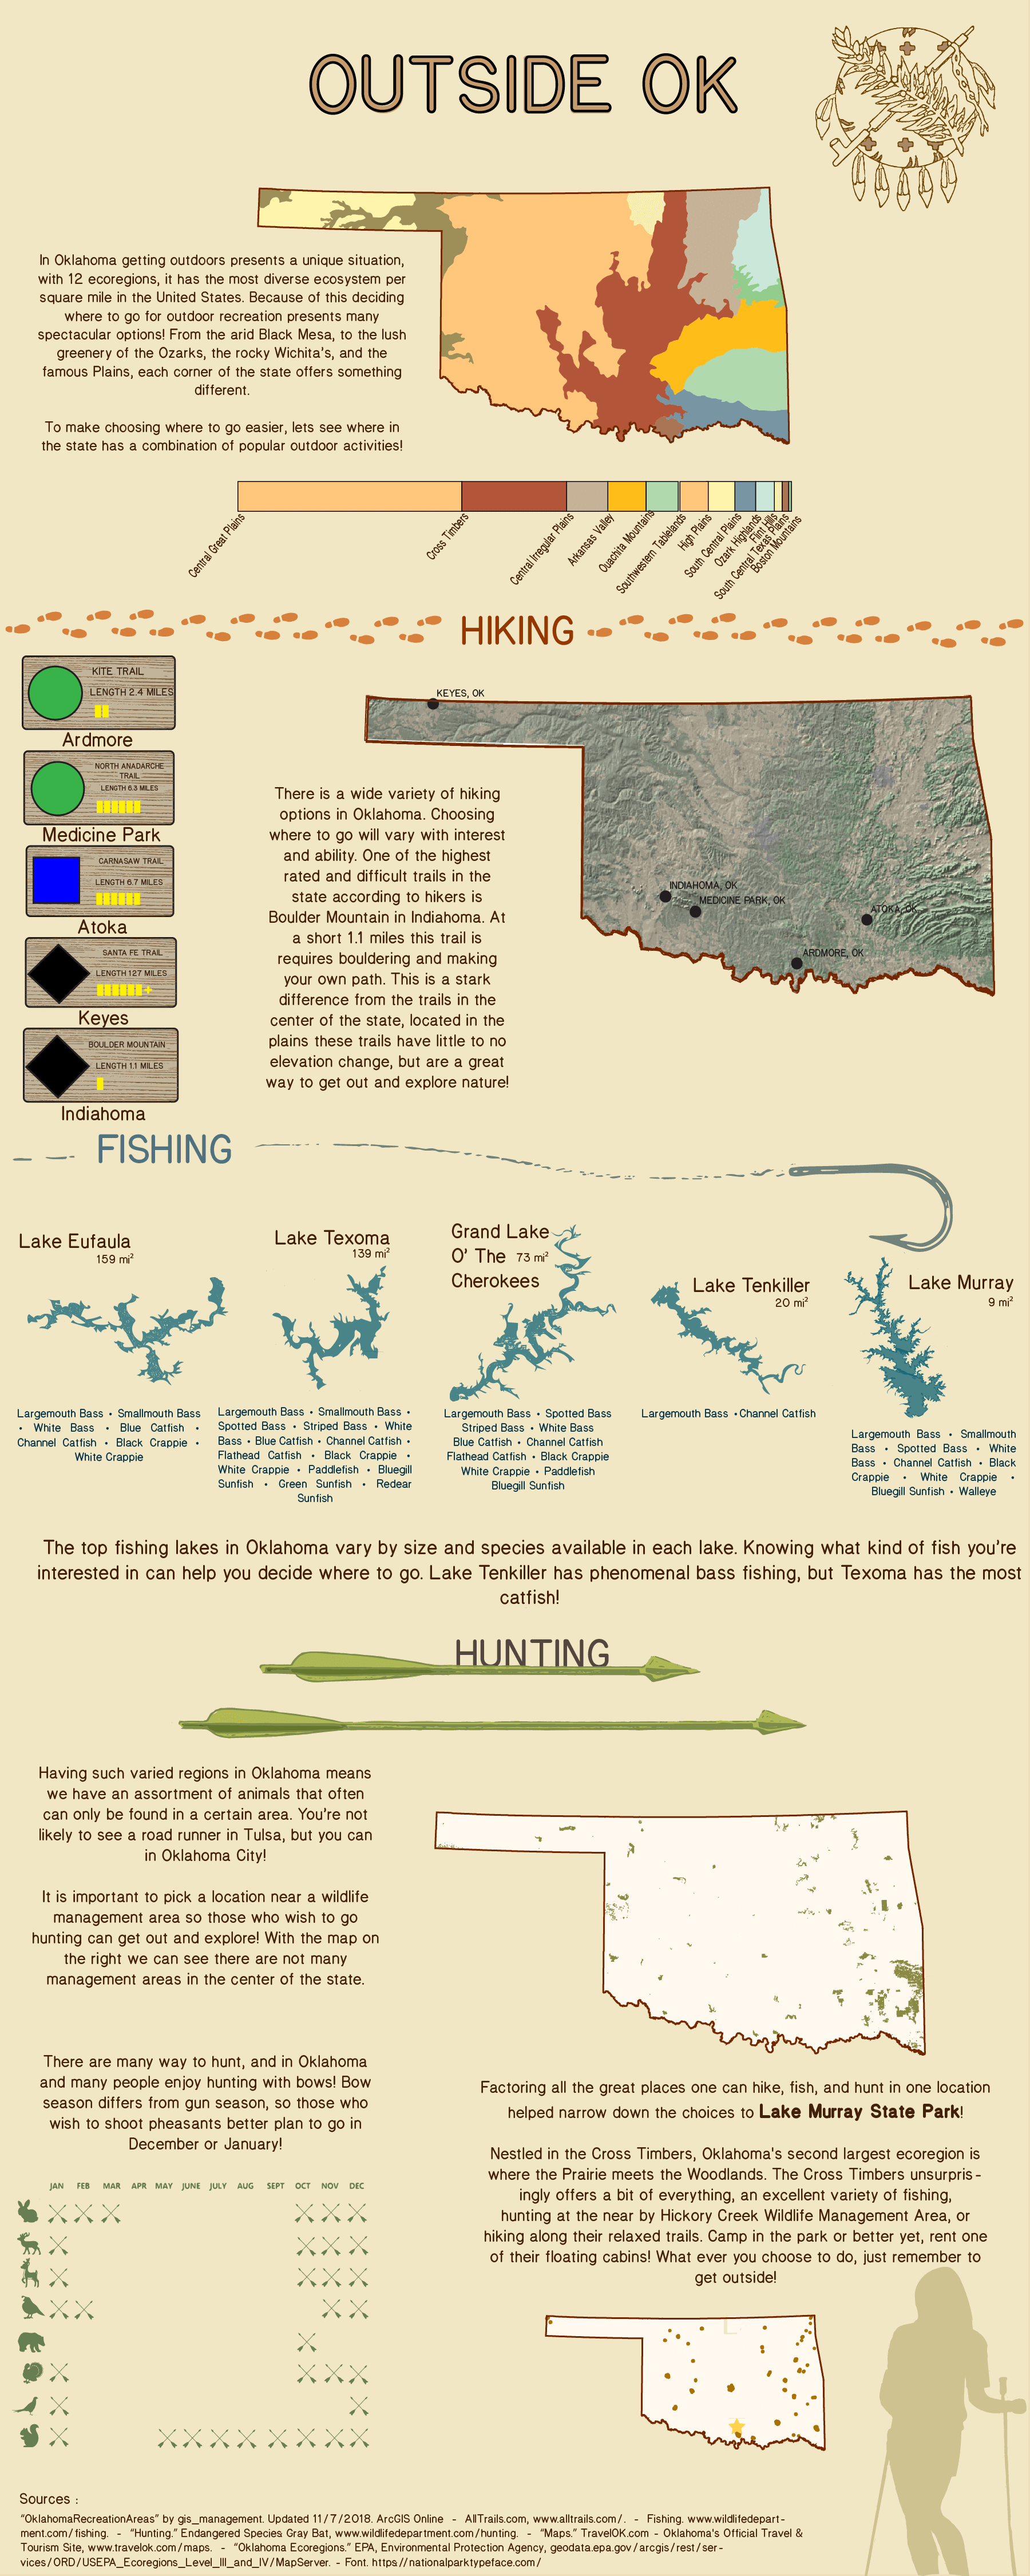 OUTSIDE OK
In Oklahoma getting outdoors presents a unique situation,
with 12 ecoregions, it has the most diverse ecosystem per
square mile in the United States. Because of this deciding
where to go for outdoor recreation presents many
spectacular options! From the arid Black Mesa, to the lush
greenery of the Ozarks, the rocky Wichita's, and the
famous Plains, each corner of the state offers something
different.
To make choosing where to go easier, lets see where in
the state has a combination of popular outdoor activities!
Central Great Plains
Cross Timbers
Central Irregular Plains
Arkansas Valley
Ouachita Mountains
Southwestern Tablelands
High Plains
South Central Plains
Ozark Highlands
Flint Hills
South Central Texas Plains
Boston Mountains
HIKING
KITE TRAIL
LENGTH 2.4 MILES
Ardmore
NORTH ANADARCHE
TRAIL
LENGTH 6.3 MILES
Medicine Park
CARNASAW TRAIL
LENGTH 6.7 MILES
Atoka
SANTA FE TRAIL
LENGTH 127 MILES
+
Keyes
BOULDER MOUNTAIN
LENGTH 1.1 MILES
Indiahoma
There is a wide variety of hiking
options in Oklahoma. Choosing
where to go will vary with interest
and ability. One of the highest
rated and difficult trails in the
state according to hikers is
Boulder Mountain in Indiahoma. At
a short 1.1 miles this trail is
requires bouldering and making
your own path. This is a stark
difference from the trails in the
center of the state, located in the
plains these trails have little to no
elevation change, but are a great
way to get out and explore nature!
KEYES, OK
INDIAHOMA, OK
MEDICINE PARK, OK
ATOKA, OK
ARDMORE, OK
FISHING
Lake Eufaula
159 mi²
Largemouth Bass • Smallmouth Bass
• White Bass • Blue Catfish •
Channel Catfish • Black Crappie •
White Crappie
Lake Texoma
139 mi²
Largemouth Bass • Smallmouth Bass •
Spotted Bass • Striped Bass • White
Bass • Blue Catfish • Channel Catfish •
Flathead Catfish • Black Crappie •
White Crappie • Paddlefish • Bluegill
Sunfish • Green Sunfish • Redear
Sunfish
Grand Lake
O' The 73 mi²
Cherokees
Largemouth Bass • Spotted Bass
Striped Bass • White Bass
Blue Catfish • Channel Catfish
Flathead Catfish • Black Crappie
White Crappie • Paddlefish
Bluegill Sunfish
Lake Tenkiller
20 mi²
Largemouth Bass •Channel Catfish
Lake Murray
9 mi²
Largemouth Bass • Smallmouth
Bass • Spotted Bass • White
Bass • Channel Catfish • Black
Crappie • White Crappie •
Bluegill Sunfish • Walleye
The top fishing lakes in Oklahoma vary by size and species available in each lake. Knowing what kind of fish you're
interested in can help you decide where to go. Lake Tenkiller has phenomenal bass fishing, but Texoma has the most
catfish!
HUNTING
Having such varied regions in Oklahoma means
we have an assortment of animals that often
can only be found in a certain area. You're not
likely to see a road runner in Tulsa, but you can
in Oklahoma City!
It is important to pick a location near a wildlife
management area so those who wish to go
hunting can get out and explore! With the map on
the right we can see there are not many
management areas in the center of the state.
There are many way to hunt, and in Oklahoma
and many people enjoy hunting with bows! Bow
season differs from gun season, so those who
wish to shoot pheasants better plan to go in
December or January!
JAN FEB MAR APR MAY JUNE JULY AUG SEPT OCT NOV DEC
Factoring all the great places one can hike, fish, and hunt in one location
helped narrow down the choices to Lake Murray State Park!
Nestled in the Cross Timbers, Oklahoma's second largest ecoregion is
where the Prairie meets the Woodlands. The Cross Timbers unsurpris-
ingly offers a bit of everything, an excellent variety of fishing,
hunting at the near by Hickory Creek Wildlife Management Area, or
hiking along their relaxed trails. Camp in the park or better yet, rent one
of their floating cabins! What ever you choose to do, just remember to
get outside!
Sources :
"OklahomaRecreationAreas" by gis_management. Updated 11/7/2018. ArcGIS Online - AllTrails.com, www.alltrails.com/. - Fishing. www.wildlifedepart-
ment.com/fishing. - "Hunting." Endangered Species Gray Bat, www.wildlifedepartment.com/hunting. - "Maps." TravelOK.com - Oklahoma's Official Travel &
Tourism Site, www.travelok.com/maps. - "Oklahoma Ecoregions." EPA, Environmental Protection Agency, geodata.epa.gov/arcgis/rest/ser-
vices/ORD/USEPA_Ecoregions_Level_III_and_IV/MapServer. - Font. https://nationalparktypeface.com/